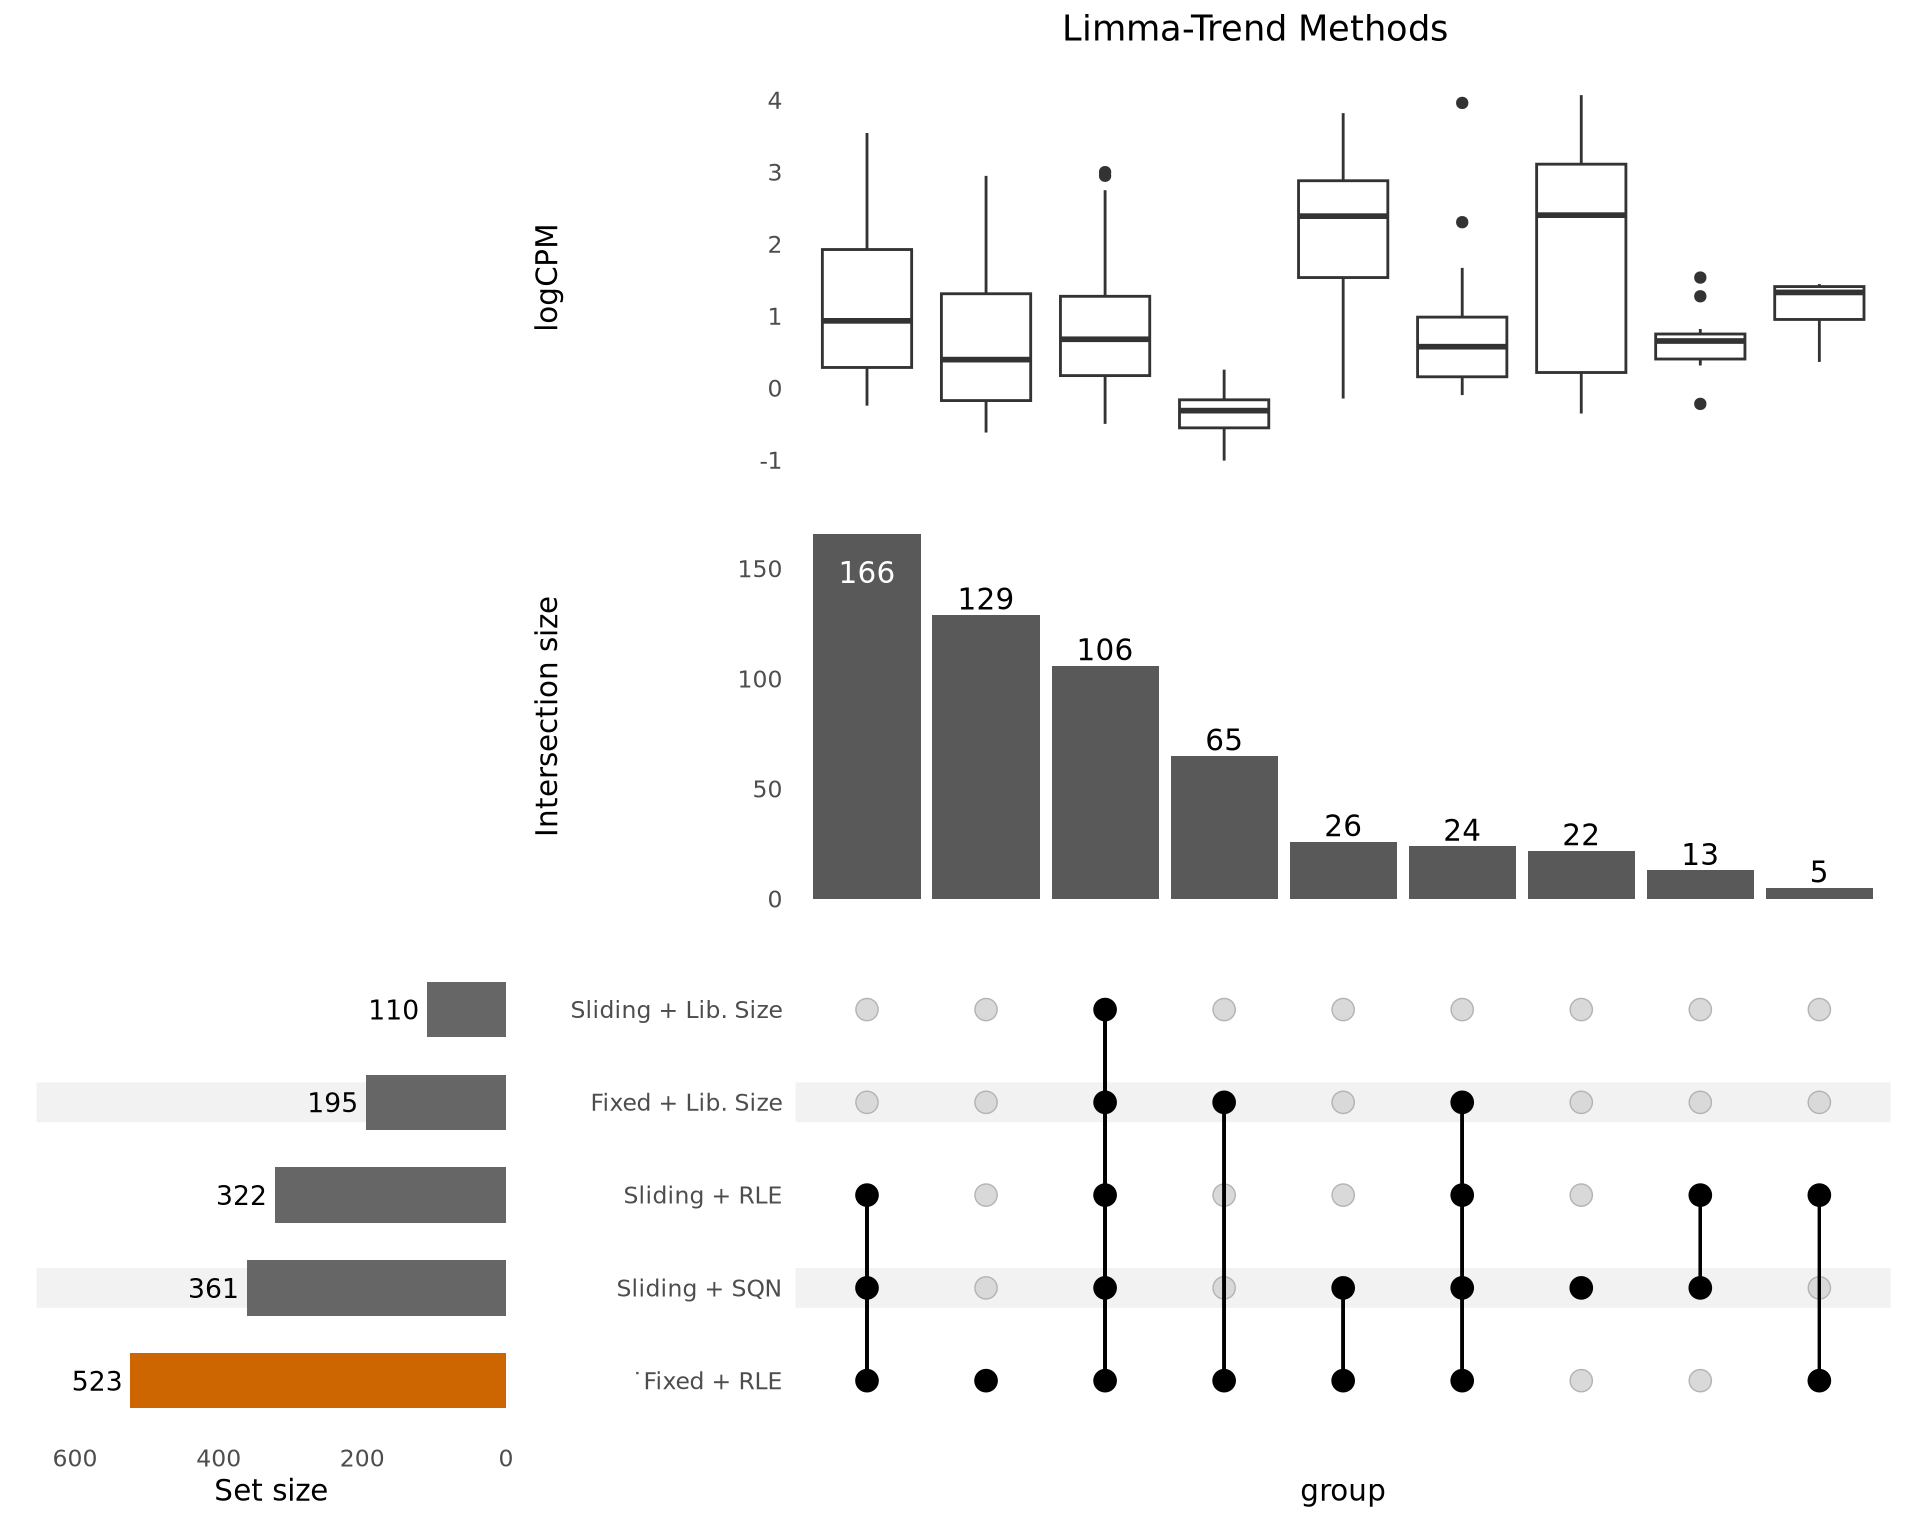 Limma-Trend Methods
logCPM
4
3
2
1
0
-1
Intersection size
150
100
50
0
166
129
106
65
26
24
22
13
5
110
195
322
361
523
Sliding + Lib. Size
Fixed + Lib. Size
Sliding + RLE
Sliding + SQN
Fixed + RLE
600 400 200 0
Set size
group